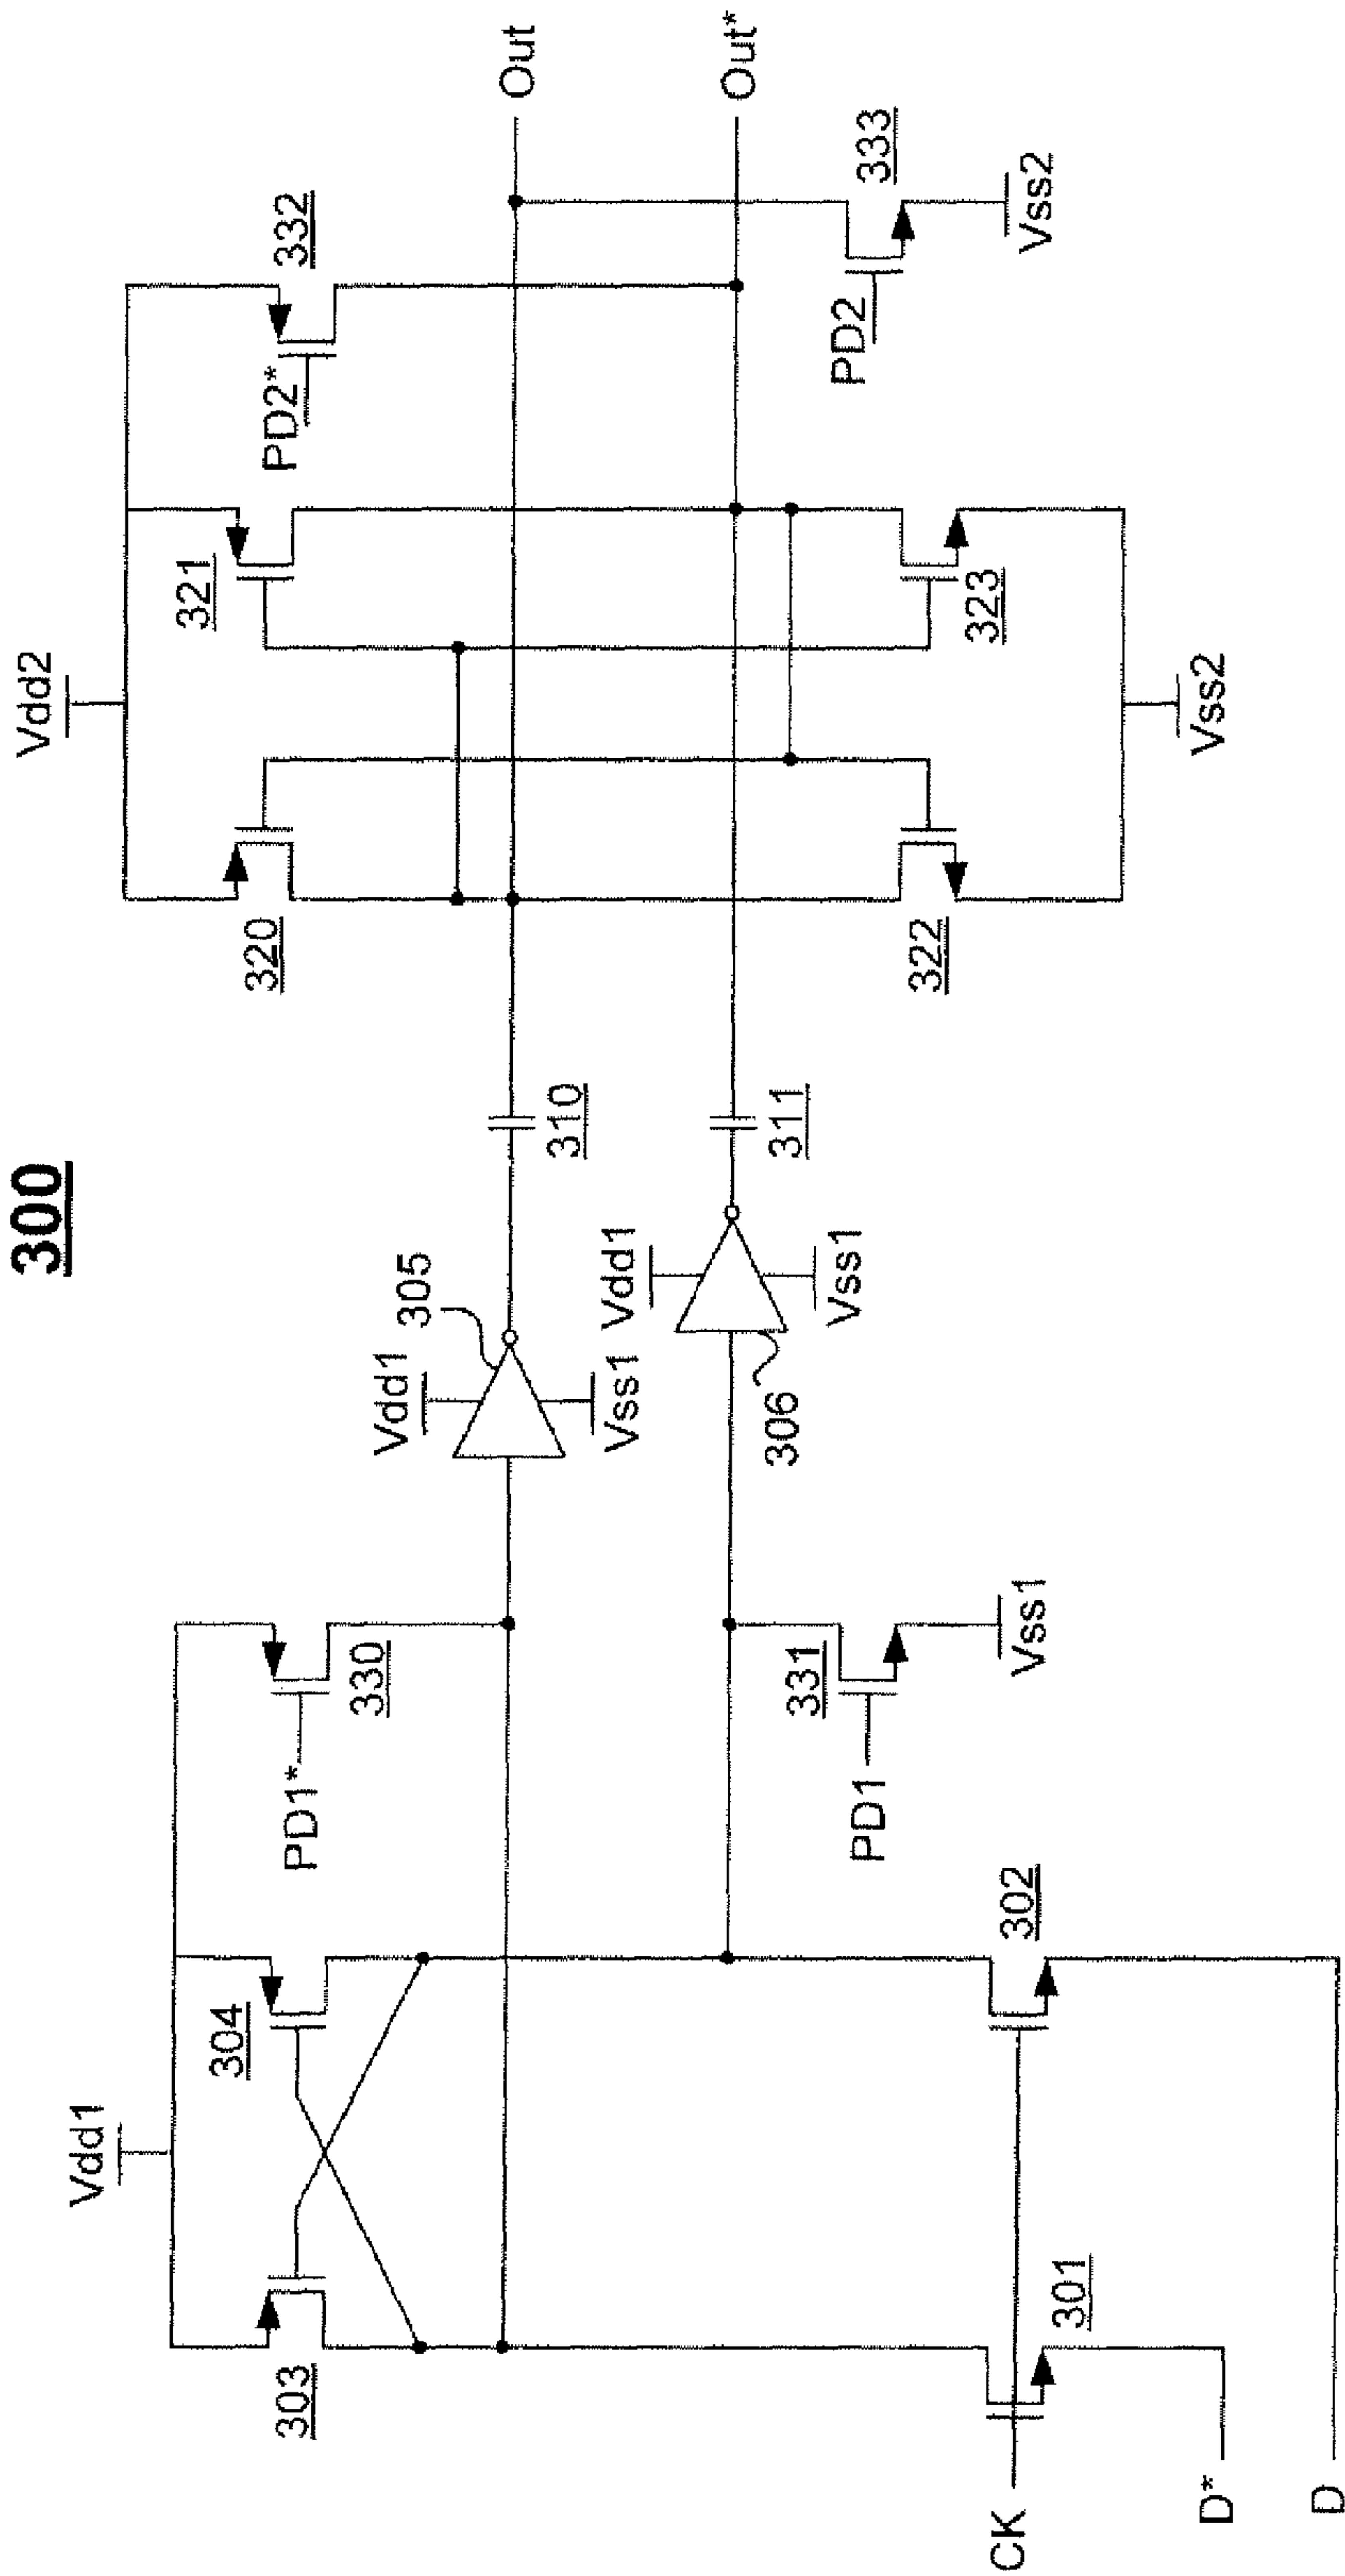 300
Vdd1
303
304
PD1*
330
CK
301
302
D*
D
PD1
331
Vss1
Vdd1
305
Vss1
Vdd1
306
Vss1
310
311
Vdd2
320
321
PD2*
332
322
323
Vss2
Out
Out*
PD2
333
Vss2